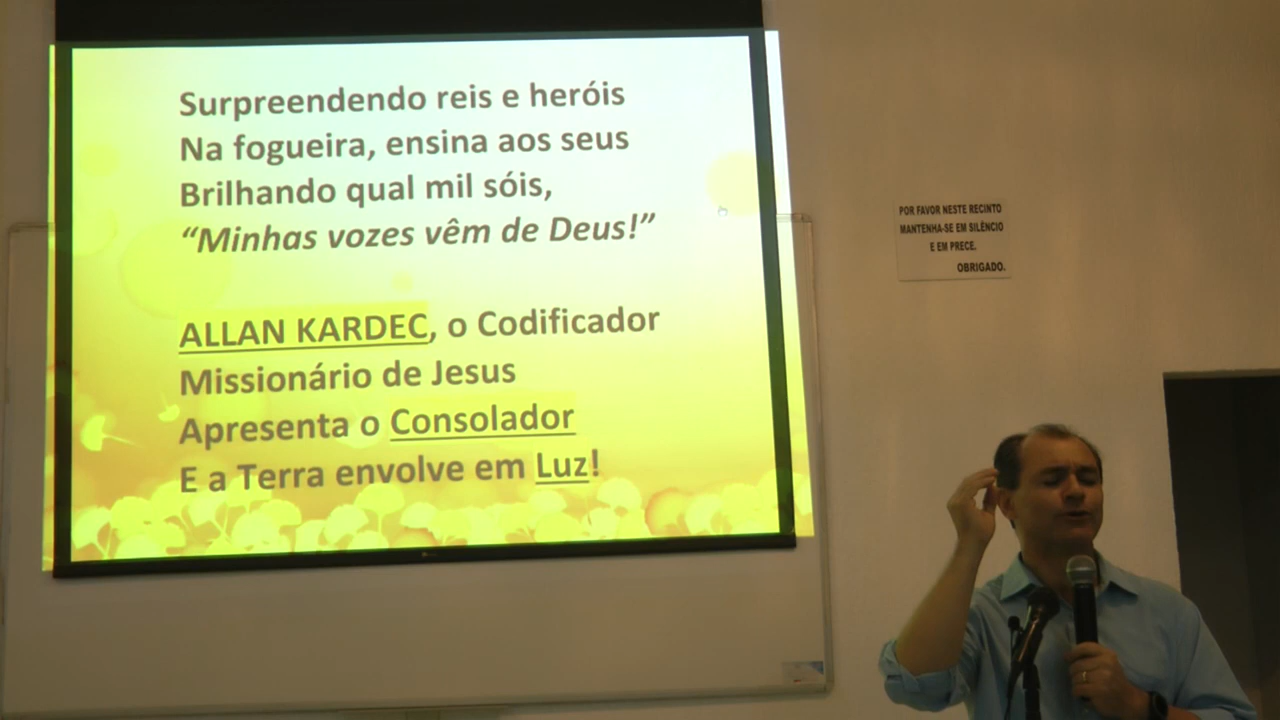 Surpreendendo reis e heróis
Na fogueira, ensina aos seus
Brilhando qual mil sóis,
“Minhas vozes vêm de Deus!”
ALLAN KARDEC, o Codificador
Missionário de Jesus
Apresenta o Consolador
E a Terra envolve em Luz!
POR FAVOR NESTE RECINTO
MANTENHA-SE EM SILÊNCIO
E EM PRECE.
OBRIGADO.